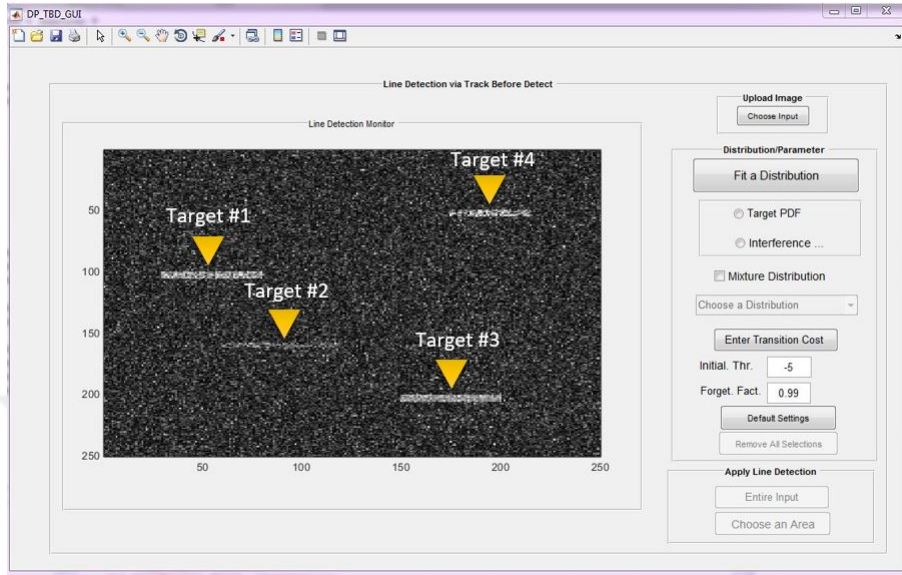 DP_TBD_GUI
Line Detection via Track Before Detect
Line Detection Monitor
Target #4
Target #1
Target #2
Target #3
50
100
150
200
250
50
100
150
200
250
Upload Image
Choose Input
Distribution/Parameter
Fit a Distribution
Target PDF
Interference ...
Mixture Distribution
Choose a Distribution
Enter Transition Cost
Initial. Thr. -5
Forget. Fact. 0.99
Default Settings
Remove All Selections
Apply Line Detection
Entire Input
Choose an Area